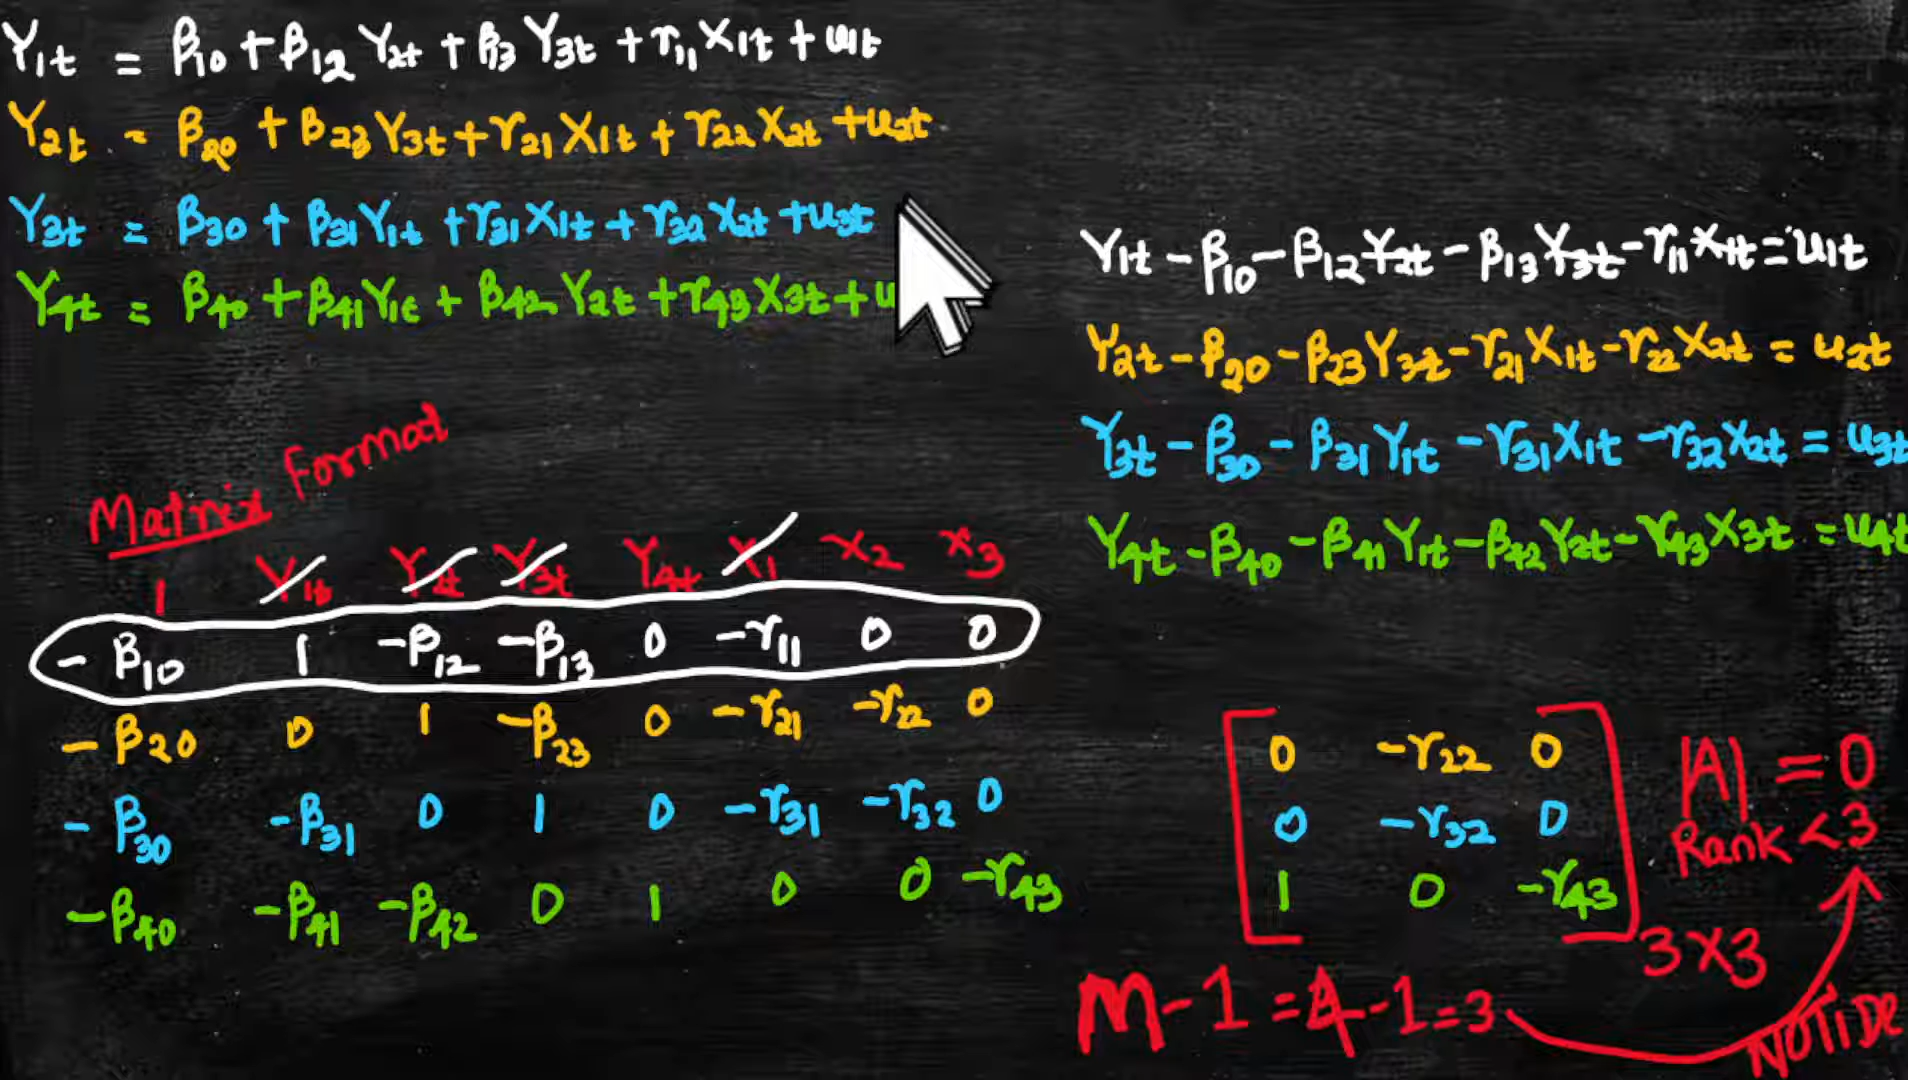 Y1t = β10 + β12 Y2t + β13 Y3t + γ11 X1t + u1t
Y2t = β20 + β23 Y3t + γ21 X1t + γ22 X2t + u2t
Y3t = β30 + β31 Y1t + γ31 X1t + γ32 X2t + u3t
Y4t = β40 + β41 Y1t + β42 Y2t + γ43 X3t + u
Y1t - β10 - β12 Y2t - β13 Y3t - γ11 X1t = u1t
Y2t - β20 - β23 Y3t - γ21 X1t - γ22 X2t = u2t
Y3t - β30 - β31 Y1t - γ31 X1t - γ32 X2t = u3t
Y4t - β40 - β41 Y1t - β42 Y2t - γ43 X3t = u4t
Matrix Format
1 Y1t Y2t Y3t Y4t X1 X2 X3
-β10 1 -β12 -β13 0 -γ11 0 0
-β20 0 1 -β23 0 -γ21 -γ22 0
-β30 -β31 0 1 0 -γ31 -γ32 0
-β40 -β41 -β42 0 1 0 0 -γ43
0 -γ22 0
0 -γ32 0
1 0 -γ43
3x3
|A| = 0
Rank < 3
m-1 = 4-1 = 3
NOT IDE